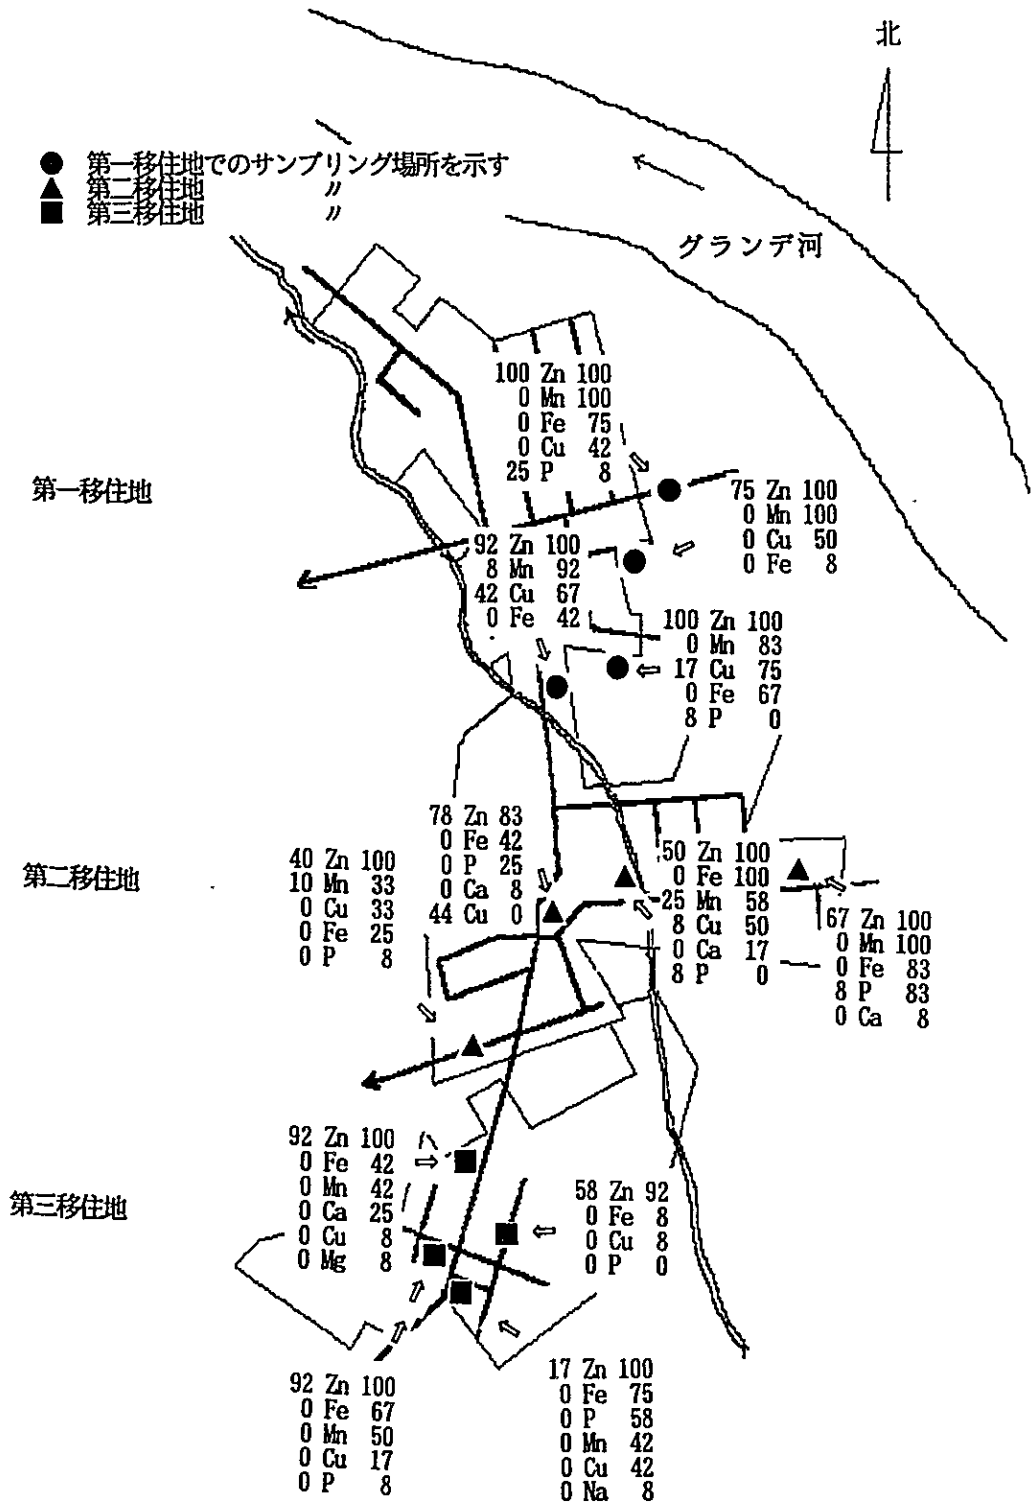 北
● 第一移住地でのサンプリング場所を示す
▲ 第二移住地 〃
■ 第三移住地 〃
グランデ河
第一移住地
100 Zn 100
0 Mn 100
0 Fe 75
0 Cu 42
25 P 8
75 Zn 100
0 Mn 100
0 Cu 50
0 Fe 8
92 Zn 100
8 Mn 92
42 Cu 67
0 Fe 42
100 Zn 100
0 Mn 83
17 Cu 75
0 Fe 67
8 P 0
第二移住地
40 Zn 100
10 Mn 33
0 Cu 33
0 Fe 25
0 P 8
78 Zn 83
0 Fe 42
0 P 25
0 Ca 8
44 Cu 0
50 Zn 100
0 Fe 100
25 Mn 58
8 Cu 50
0 Ca 17
8 P 0
67 Zn 100
0 Mn 100
0 Fe 83
8 P 83
0 Ca 8
第三移住地
92 Zn 100
0 Fe 42
0 Mn 42
0 Ca 25
0 Cu 8
0 Mg 8
58 Zn 92
0 Fe 8
0 Cu 8
0 P 0
92 Zn 100
0 Fe 67
0 Mn 50
0 Cu 17
0 P 8
17 Zn 100
0 Fe 75
0 P 58
0 Mn 42
0 Cu 42
0 Na 8